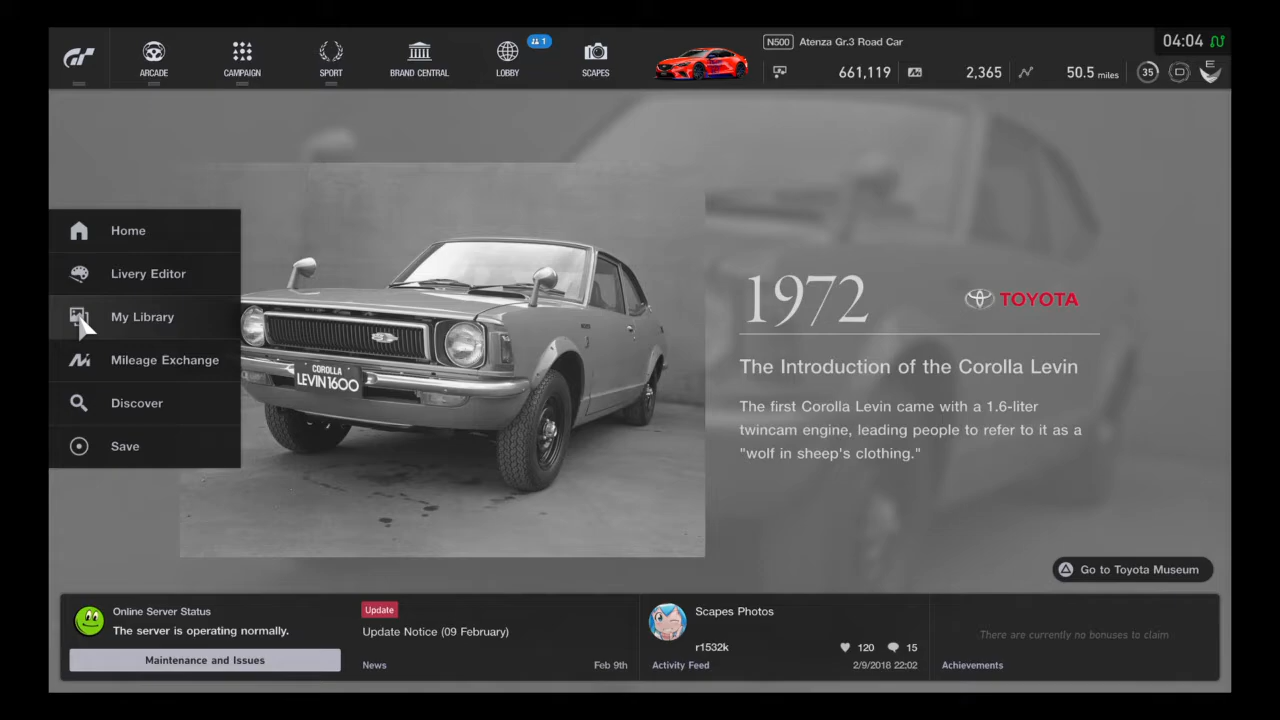 N500 Atenza Gr.3 Road Car
04:04
ARCADE
CAMPAIGN
SPORT
BRAND CENTRAL
1
LOBBY
SCAPES
661,119
2,365
50.5 miles
35
E
Home
Livery Editor
My Library
Mileage Exchange
Discover
Save
COROLLA
LEVIN 1600
1972
TOYOTA
The Introduction of the Corolla Levin
The first Corolla Levin came with a 1.6-liter
twincam engine, leading people to refer to it as a
"wolf in sheep's clothing."
Go to Toyota Museum
Online Server Status
The server is operating normally.
Maintenance and Issues
Update
Update Notice (09 February)
News
Feb 9th
Scapes Photos
r1532k
120
15
Activity Feed
2/9/2018 22:02
There are currently no bonuses to claim
Achievements